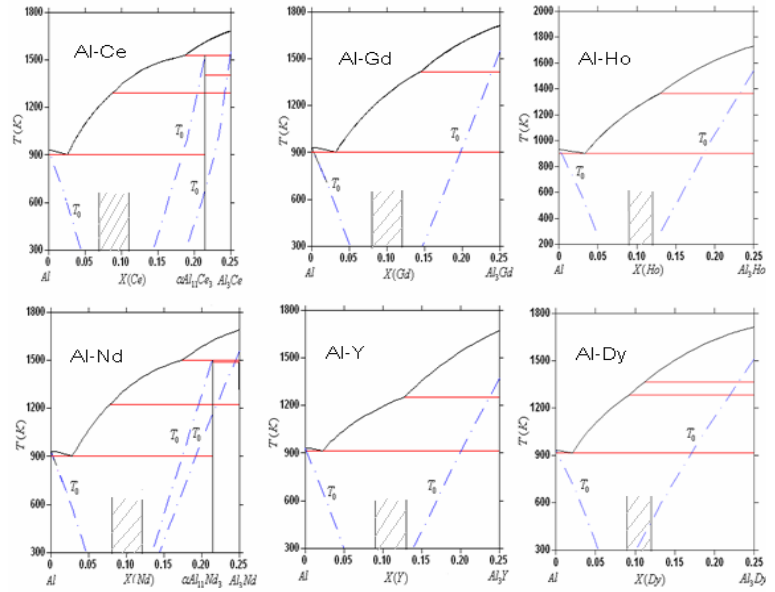 Al-Ce
T(K)
1800
1500
1200
900
600
300
T₀
T₀
0
0.05
0.10
0.15
0.20
0.25
Al
X(Ce)
αAl₁₁Ce₃
Al₃Ce
Al-Gd
T(K)
1800
1500
1200
900
600
300
T₀
T₀
0
0.05
0.10
0.15
0.20
0.25
Al
X(Gd)
Al₃Gd
Al-Ho
T(K)
2000
1800
1600
1400
1200
1000
800
600
400
200
T₀
T₀
0
0.05
0.10
0.15
0.20
0.25
Al
X(Ho)
Al₃Ho
Al-Nd
T(K)
1800
1500
1200
900
600
300
T₀
T₀
T₀
0
0.05
0.10
0.15
0.20
0.25
Al
X(Nd)
αAl₁₁Nd₃
Al₃Nd
Al-Y
T(K)
1800
1500
1200
900
600
300
T₀
T₀
0
0.05
0.10
0.15
0.20
0.25
Al
X(Y)
Al₃Y
Al-Dy
T(K)
1800
1500
1200
900
600
300
T₀
T₀
0
0.05
0.10
0.15
0.20
0.25
Al
X(Dy)
Al₃Dy